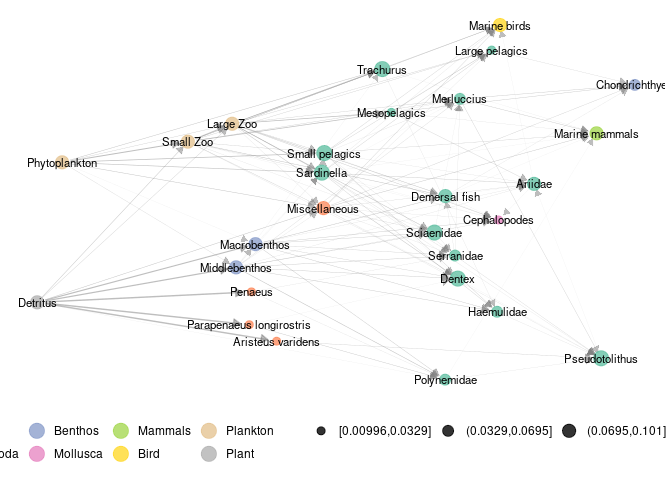 Marine birds
Large pelagics
Trachurus
Chondrichthye
Merluccius
Mesopelagics
Large Zoo
Marine mammals
Small Zoo
Small pelagics
Phytoplankton
Sardinella
Ariidae
Demersal fish
Miscellaneous
Cephalopodes
Sciaenidae
Macrobenthos
Serranidae
Middlebenthos
Dentex
Penaeus
Detritus
Haemulidae
Parapenaeus longirostris
Aristeus varidens
Pseudotolithus
Polynemidae
Benthos Mammals Plankton [0.00996,0.0329] (0.0329,0.0695] (0.0695,0.101]
oda Mollusca Bird Plant